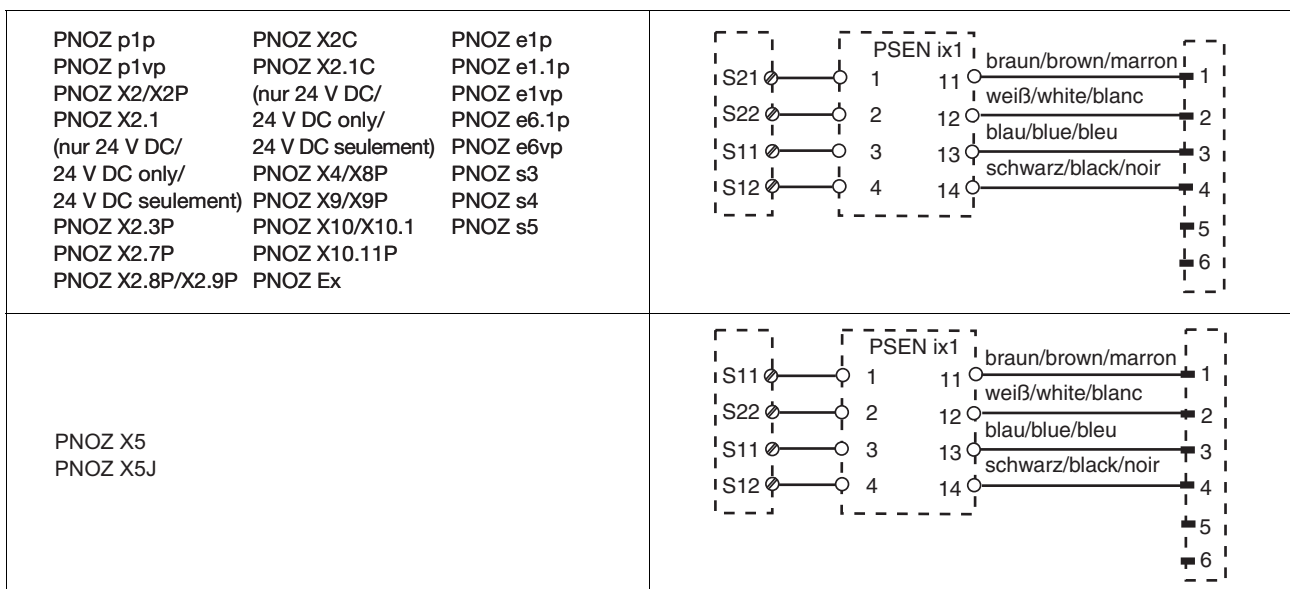 PNOZ p1p
PNOZ p1vp
PNOZ X2/X2P
PNOZ X2.1
(nur 24 V DC/
24 V DC only/
24 V DC seulement)
PNOZ X2.3P
PNOZ X2.7P
PNOZ X2.8P/X2.9P
PNOZ X2C
PNOZ X2.1C
(nur 24 V DC/
24 V DC only/
24 V DC seulement)
PNOZ X4/X8P
PNOZ X9/X9P
PNOZ X10/X10.1
PNOZ X10.11P
PNOZ Ex
PNOZ e1p
PNOZ e1.1p
PNOZ e1vp
PNOZ e6.1p
PNOZ e6vp
PNOZ s3
PNOZ s4
PNOZ s5
PSEN ix1
S21 1 11 braun/brown/marron 1
S22 2 12 weiß/white/blanc 2
S11 3 13 blau/blue/bleu 3
S12 4 14 schwarz/black/noir 4
5
6
PNOZ X5
PNOZ X5J
PSEN ix1
S11 1 11 braun/brown/marron 1
S22 2 12 weiß/white/blanc 2
S11 3 13 blau/blue/bleu 3
S12 4 14 schwarz/black/noir 4
5
6